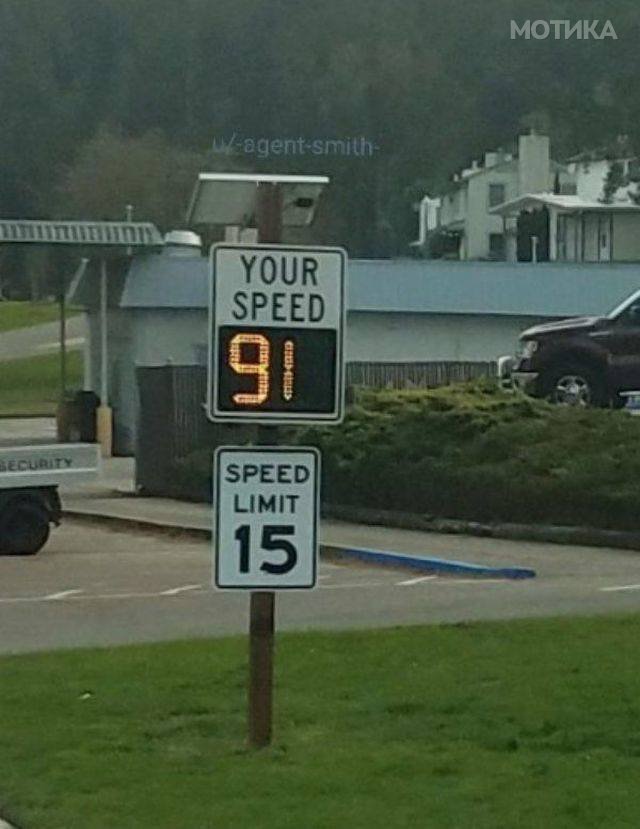 МОТИКА
u/-agent-smith-
YOUR
SPEED
91
SECURITY
SPEED
LIMIT
15